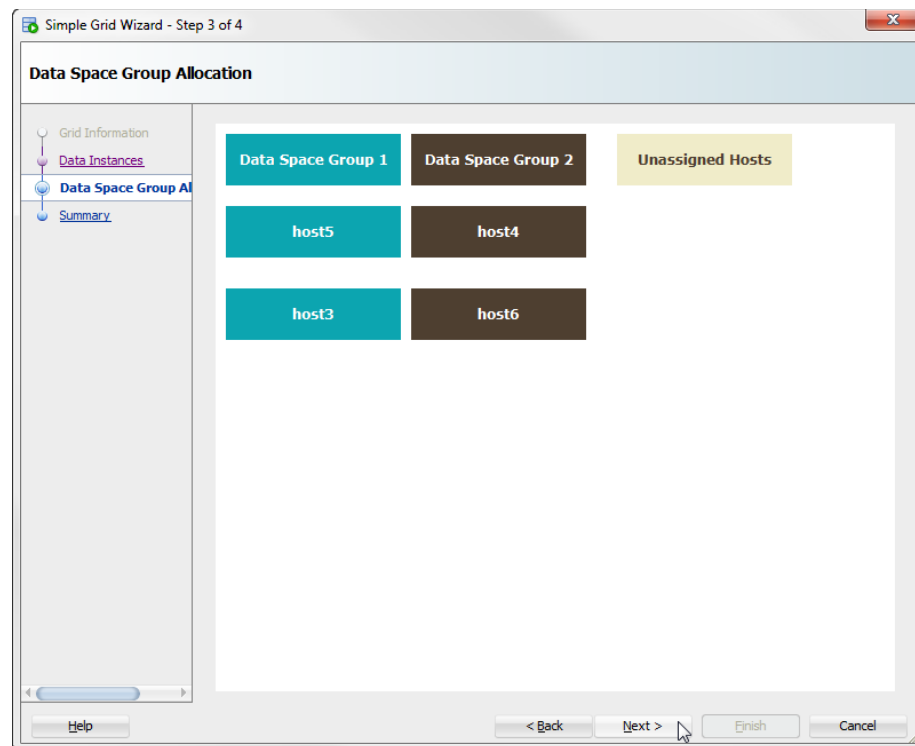 Simple Grid Wizard - Step 3 of 4
Data Space Group Allocation
Grid Information
Data Instances
Data Space Group Al
Summary
Data Space Group 1 Data Space Group 2 Unassigned Hosts
host5 host4
host3 host6
Help < Back Next > Finish Cancel